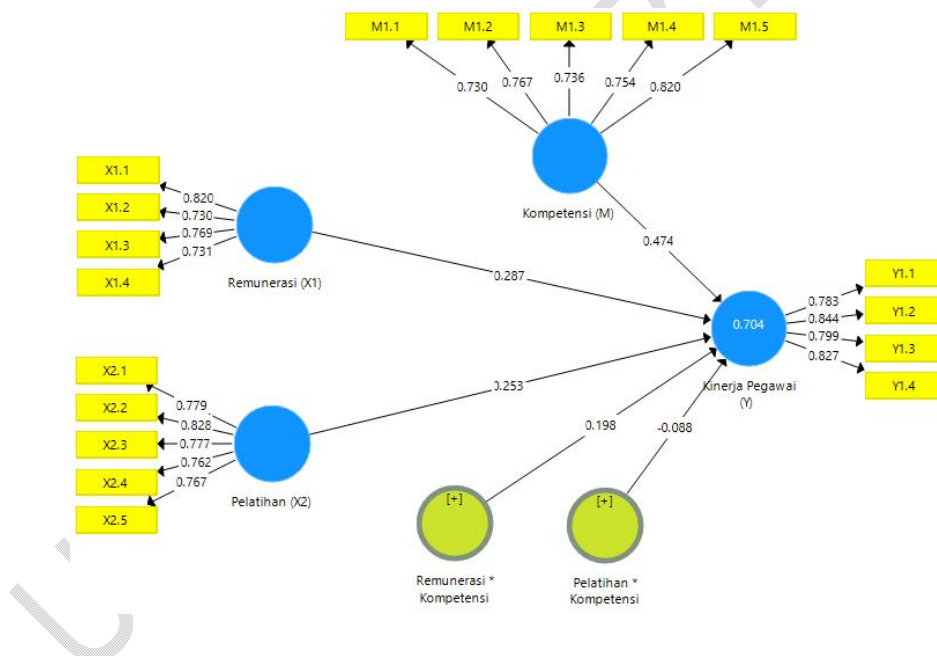 M1.1
M1.2
M1.3
M1.4
M1.5
0.730
0.767
0.736
0.754
0.820
Kompetensi (M)
X1.1
X1.2
X1.3
X1.4
0.820
0.730
0.769
0.731
Remunerasi (X1)
0.474
0.287
Y1.1
Y1.2
Y1.3
Y1.4
0.783
0.844
0.799
0.827
0.704
Kinerja Pegawai
(Y)
X2.1
X2.2
X2.3
X2.4
X2.5
0.779
0.828
0.777
0.762
0.767
Pelatihan (X2)
0.253
0.198
-0.088
[+]
[+]
Remunerasi *
Kompetensi
Pelatihan *
Kompetensi